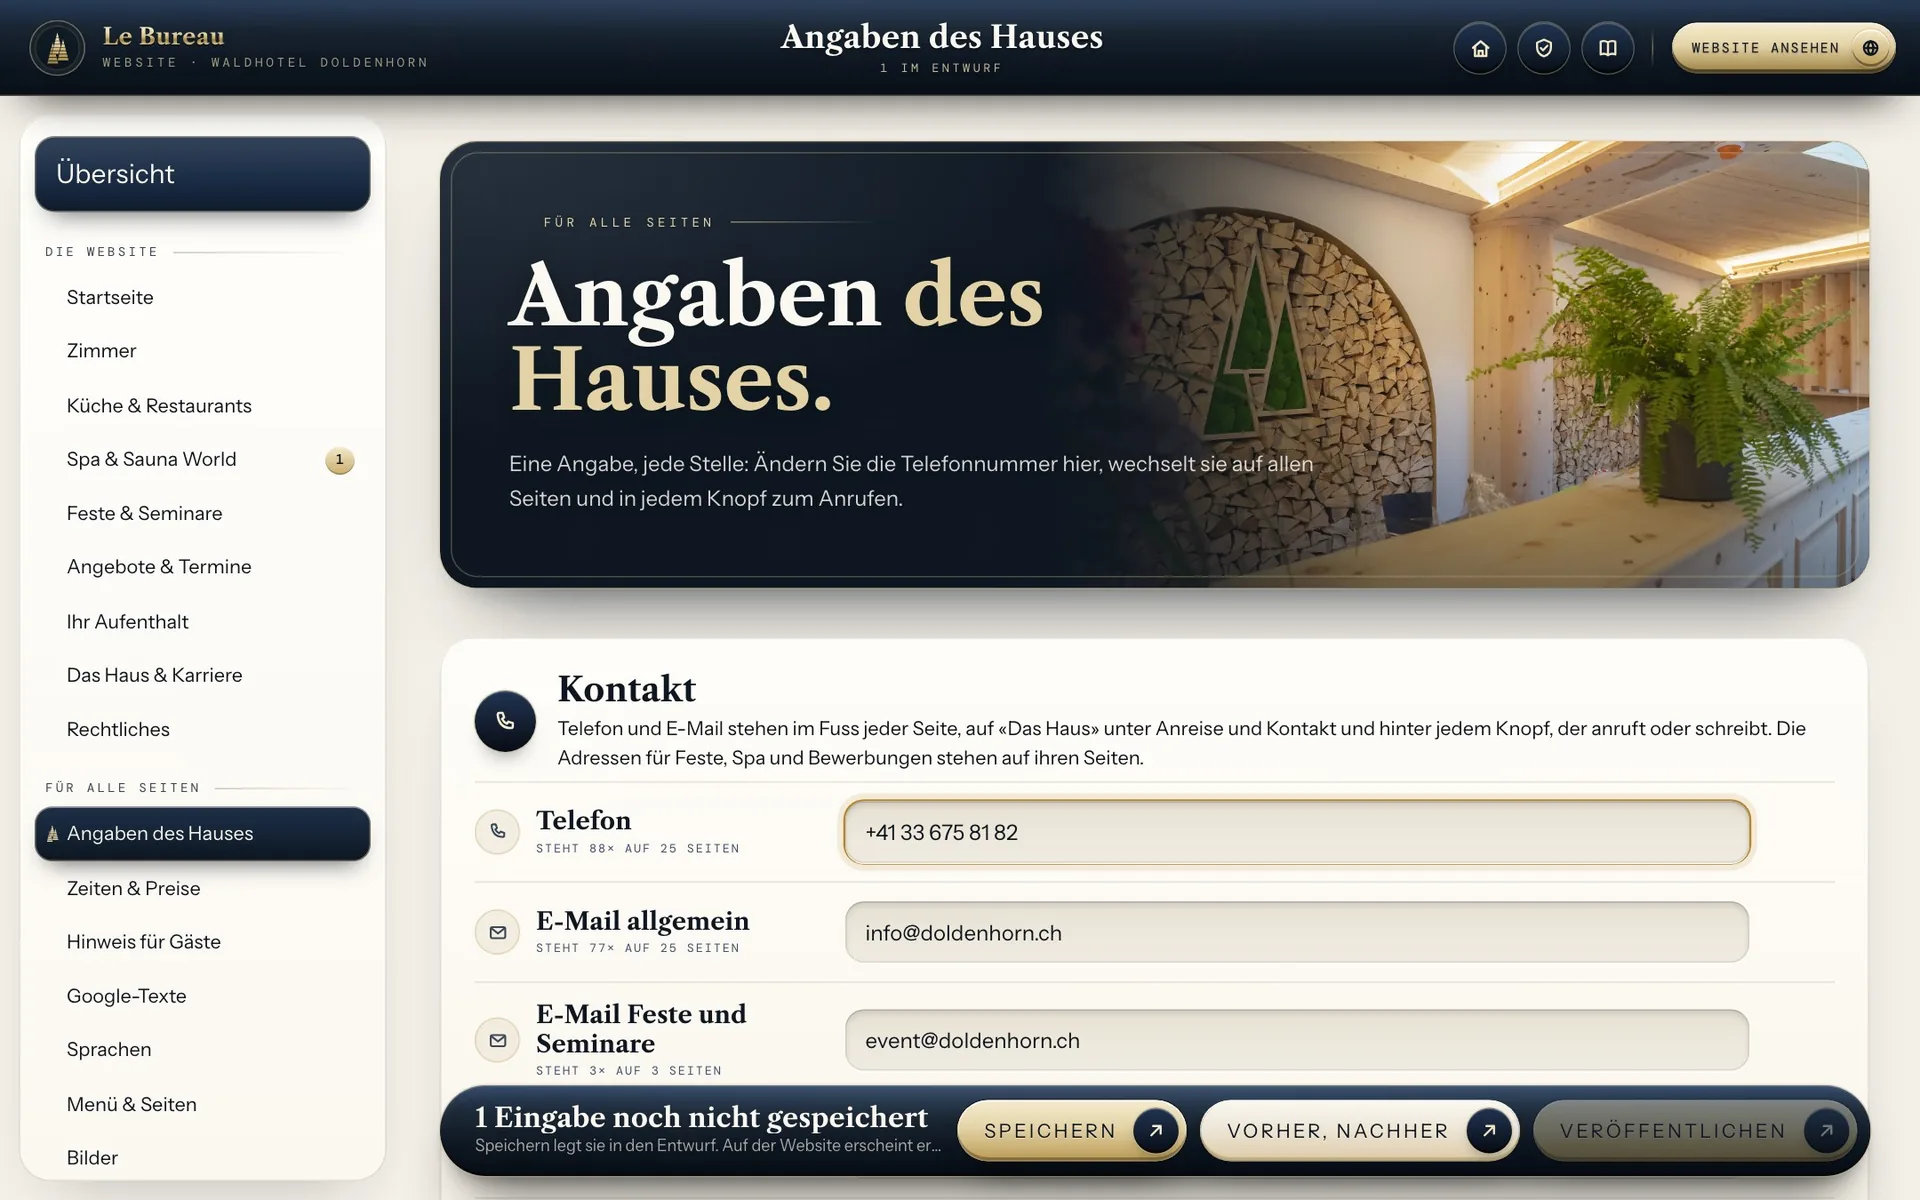 Le Bureau
WEBSITE · WALDHOTEL DOLDENHORN
Angaben des Hauses
1 IM ENTWURF
WEBSITE ANSEHEN
Übersicht
DIE WEBSITE
Startseite
Zimmer
Küche & Restaurants
Spa & Sauna World
1
Feste & Seminare
Angebote & Termine
Ihr Aufenthalt
Das Haus & Karriere
Rechtliches
FÜR ALLE SEITEN
Angaben des Hauses
Zeiten & Preise
Hinweis für Gäste
Google-Texte
Sprachen
Menü & Seiten
Bilder
FÜR ALLE SEITEN
Angaben des
Hauses.
Eine Angabe, jede Stelle: Ändern Sie die Telefonnummer hier, wechselt sie auf allen
Seiten und in jedem Knopf zum Anrufen.
Kontakt
Telefon und E-Mail stehen im Fuss jeder Seite, auf «Das Haus» unter Anreise und Kontakt und hinter jedem Knopf, der anruft oder schreibt. Die
Adressen für Feste, Spa und Bewerbungen stehen auf ihren Seiten.
Telefon
STEHT 88× AUF 25 SEITEN
+41 33 675 81 82
E-Mail allgemein
STEHT 77× AUF 25 SEITEN
info@doldenhorn.ch
E-Mail Feste und
Seminare
STEHT 3× AUF 3 SEITEN
event@doldenhorn.ch
1 Eingabe noch nicht gespeichert
Speichern legt sie in den Entwurf. Auf der Website erscheint er…
SPEICHERN
VORHER, NACHHER
VERÖFFENTLICHEN